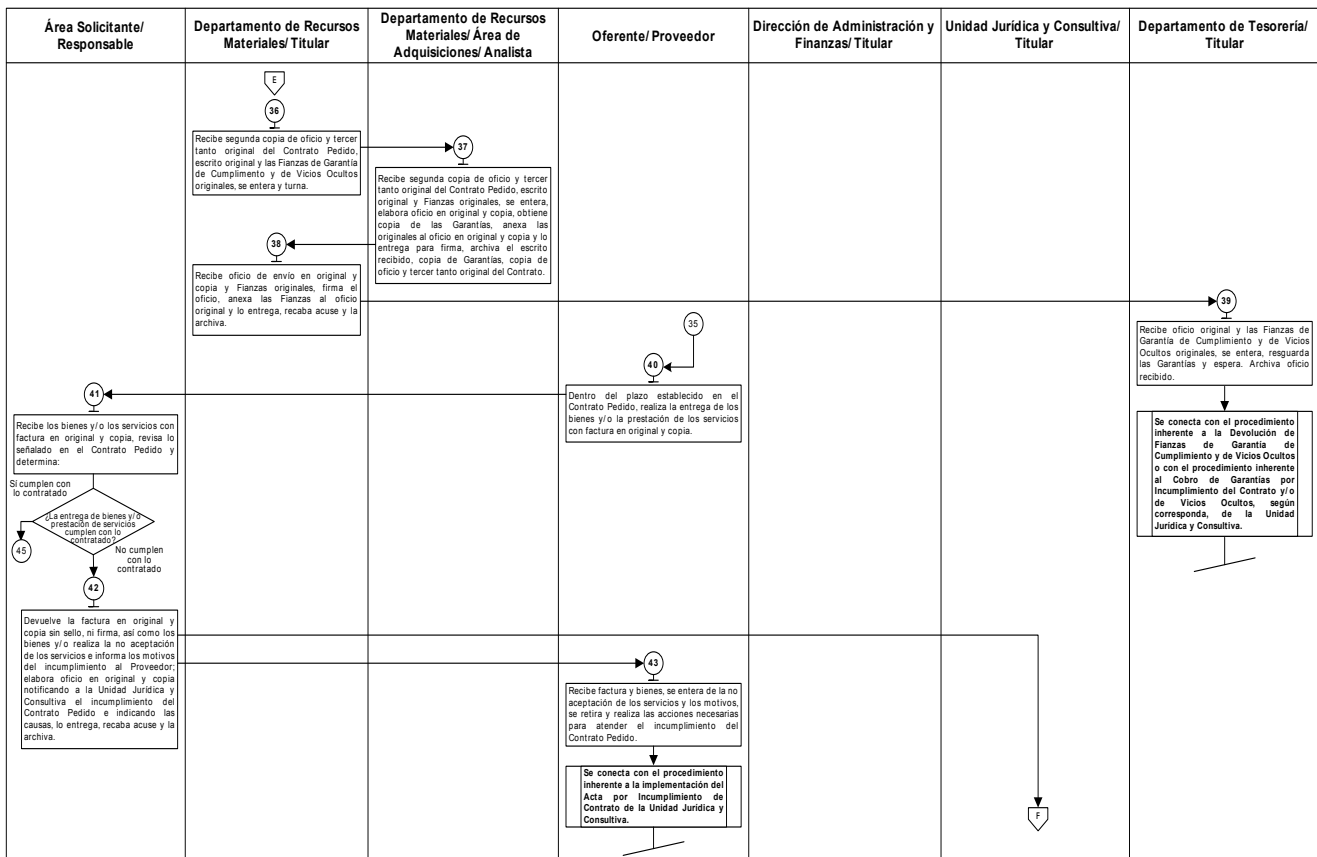 Área Solicitante/
Responsable
Departamento de Recursos
Materiales/ Titular
Departamento de Recursos
Materiales/ Área de
Adquisiciones/ Analista
Oferente/ Proveedor
Dirección de Administración y
Finanzas/ Titular
Unidad Jurídica y Consultiva/
Titular
Departamento de Tesorería/
Titular
E
36
Recibe segunda copia de oficio y tercer
tanto original del Contrato Pedido,
escrito original y las Fianzas de Garantía
de Cumplimento y de Vicios Ocultos
originales, se entera y turna.
37
Recibe segunda copia de oficio y tercer
tanto original del Contrato Pedido, escrito
original y Fianzas originales, se entera,
elabora oficio en original y copia, obtiene
copia de las Garantías, anexa las
originales al oficio en original y copia y lo
entrega para firma, archiva el escrito
recibido, copia de Garantías, copia de
oficio y tercer tanto original del Contrato.
38
Recibe oficio de envío en original y
copia y Fianzas originales, firma el
oficio, anexa las Fianzas al oficio
original y lo entrega, recaba acuse y la
archiva.
39
Recibe oficio original y las Fianzas de
Garantía de Cumplimiento y de Vicios
Ocultos originales, se entera, resguarda
las Garantías y espera. Archiva oficio
recibido.
Se conecta con el procedimiento
inherente a la Devolución de
Fianzas de Garantía de
Cumplimiento y de Vicios Ocultos
o con el procedimiento inherente
al Cobro de Garantías por
Incumplimiento del Contrato y/o
de Vicios Ocultos, según
corresponda, de la Unidad
Jurídica y Consultiva.
35
40
Dentro del plazo establecido en el
Contrato Pedido, realiza la entrega de los
bienes y/o la prestación de los servicios
con factura en original y copia.
41
Recibe los bienes y/o los servicios con
factura en original y copia, revisa lo
señalado en el Contrato Pedido y
determina:
Sí cumplen con
lo contratado
¿La entrega de bienes y/o
prestación de servicios
cumplen con lo
contratado?
45
No cumplen
con lo
contratado
42
Devuelve la factura en original y
copia sin sello, ni firma, así como los
bienes y/o realiza la no aceptación
de los servicios e informa los motivos
del incumplimiento al Proveedor;
elabora oficio en original y copia
notificando a la Unidad Jurídica y
Consultiva el incumplimiento del
Contrato Pedido e indicando las
causas, lo entrega, recaba acuse y la
archiva.
43
Recibe factura y bienes, se entera de la no
aceptación de los servicios y los motivos,
se retira y realiza las acciones necesarias
para atender el incumplimiento del
Contrato Pedido.
Se conecta con el procedimiento
inherente a la implementación del
Acta por Incumplimiento de
Contrato de la Unidad Jurídica y
Consultiva.
F